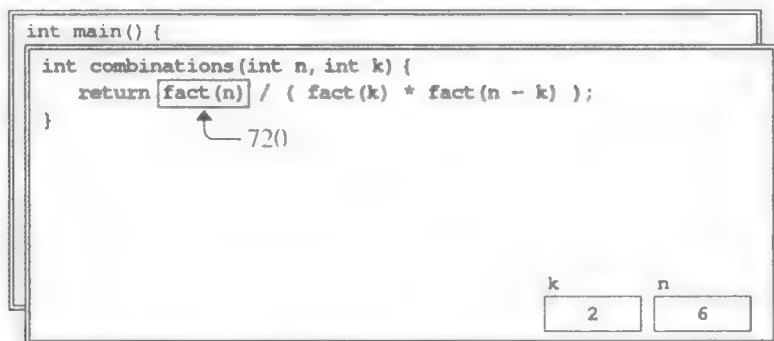 int main() {
int combinations(int n, int k) {
return fact(n) / ( fact(k) * fact(n - k) );
}
720
k n
2 6